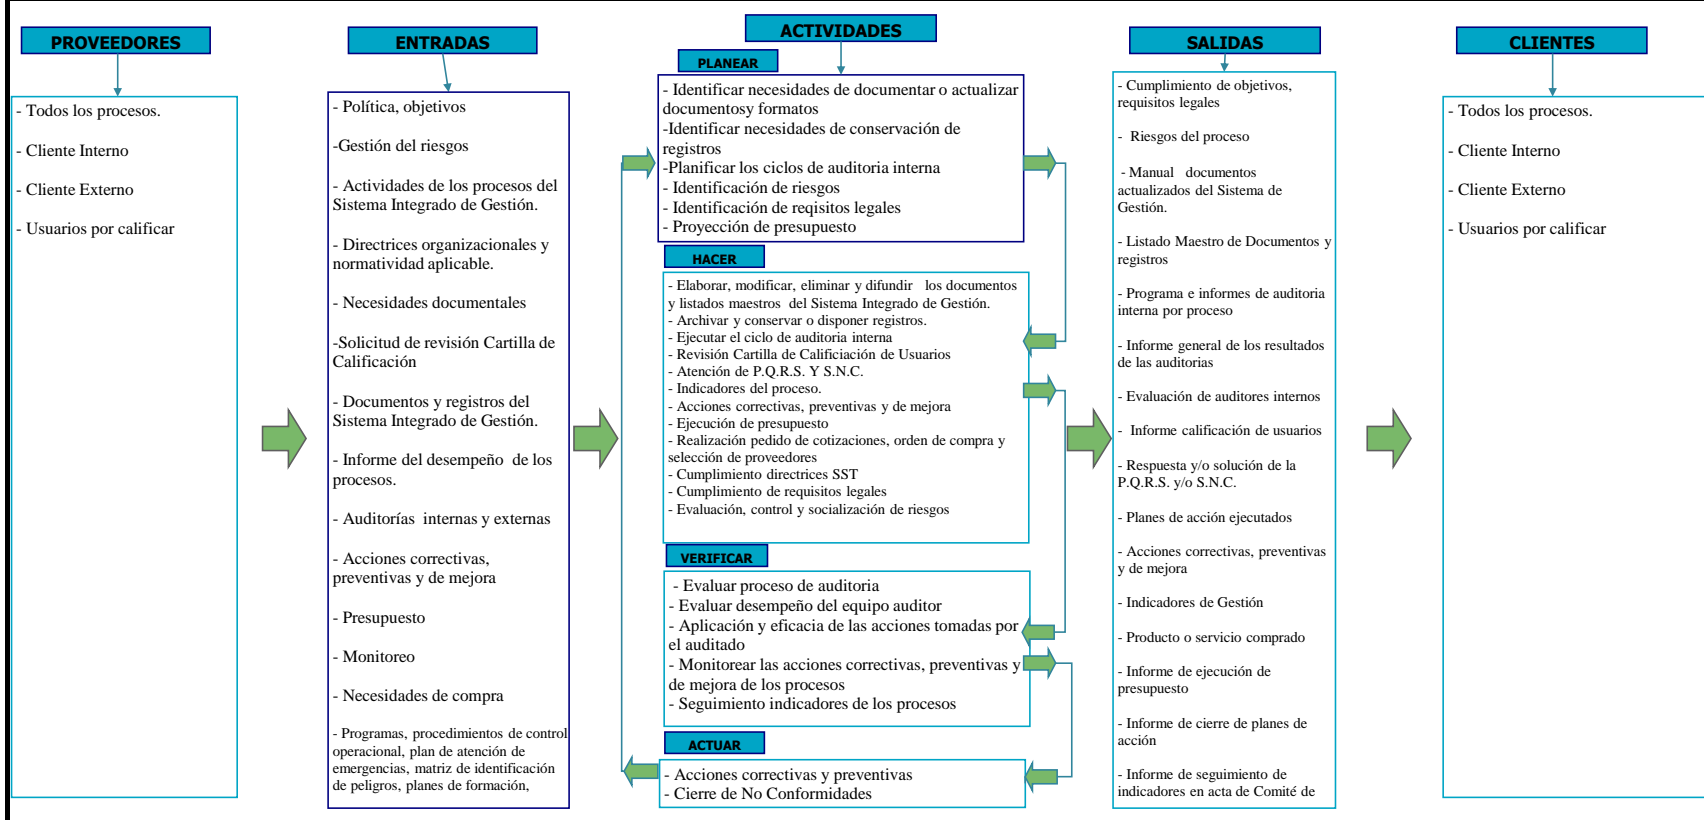 PROVEEDORES
- Todos los procesos.
- Cliente Interno
- Cliente Externo
- Usuarios por calificar
ENTRADAS
- Política, objetivos
-Gestión del riesgos
- Actividades de los procesos del
Sistema Integrado de Gestión.
- Directrices organizacionales y
normatividad aplicable.
- Necesidades documentales
-Solicitud de revisión Cartilla de
Calificación
- Documentos y registros del
Sistema Integrado de Gestión.
- Informe del desempeño de los
procesos.
- Auditorías internas y externas
- Acciones correctivas,
preventivas y de mejora
- Presupuesto
- Monitoreo
- Necesidades de compra
- Programas, procedimientos de control
operacional, plan de atención de
emergencias, matriz de identificación
de peligros, planes de formación,
ACTIVIDADES
PLANEAR
- Identificar necesidades de documentar o actualizar
documentosy formatos
-Identificar necesidades de conservación de
registros
-Planificar los ciclos de auditoria interna
- Identificación de riesgos
- Identificación de reqisitos legales
- Proyección de presupuesto
HACER
- Elaborar, modificar, eliminar y difundir los documentos
y listados maestros del Sistema Integrado de Gestión.
- Archivar y conservar o disponer registros.
- Ejecutar el ciclo de auditoria interna
- Revisión Cartilla de Calificiación de Usuarios
- Atención de P.Q.R.S. Y S.N.C.
- Indicadores del proceso.
- Acciones correctivas, preventivas y de mejora
- Ejecución de presupuesto
- Realización pedido de cotizaciones, orden de compra y
selección de proveedores
- Cumplimiento directrices SST
- Cumplimiento de requisitos legales
- Evaluación, control y socialización de riesgos
VERIFICAR
- Evaluar proceso de auditoria
- Evaluar desempeño del equipo auditor
- Aplicación y eficacia de las acciones tomadas por
el auditado
- Monitorear las acciones correctivas, preventivas y
de mejora de los procesos
- Seguimiento indicadores de los procesos
ACTUAR
- Acciones correctivas y preventivas
- Cierre de No Conformidades
SALIDAS
- Cumplimiento de objetivos,
requisitos legales
- Riesgos del proceso
- Manual documentos
actualizados del Sistema de
Gestión.
- Listado Maestro de Documentos y
registros
- Programa e informes de auditoria
interna por proceso
- Informe general de los resultados
de las auditorias
- Evaluación de auditores internos
- Informe calificación de usuarios
- Respuesta y/o solución de la
P.Q.R.S. y/o S.N.C.
- Planes de acción ejecutados
- Acciones correctivas, preventivas
y de mejora
- Indicadores de Gestión
- Producto o servicio comprado
- Informe de ejecución de
presupuesto
- Informe de cierre de planes de
acción
- Informe de seguimiento de
indicadores en acta de Comité de
CLIENTES
- Todos los procesos.
- Cliente Interno
- Cliente Externo
- Usuarios por calificar